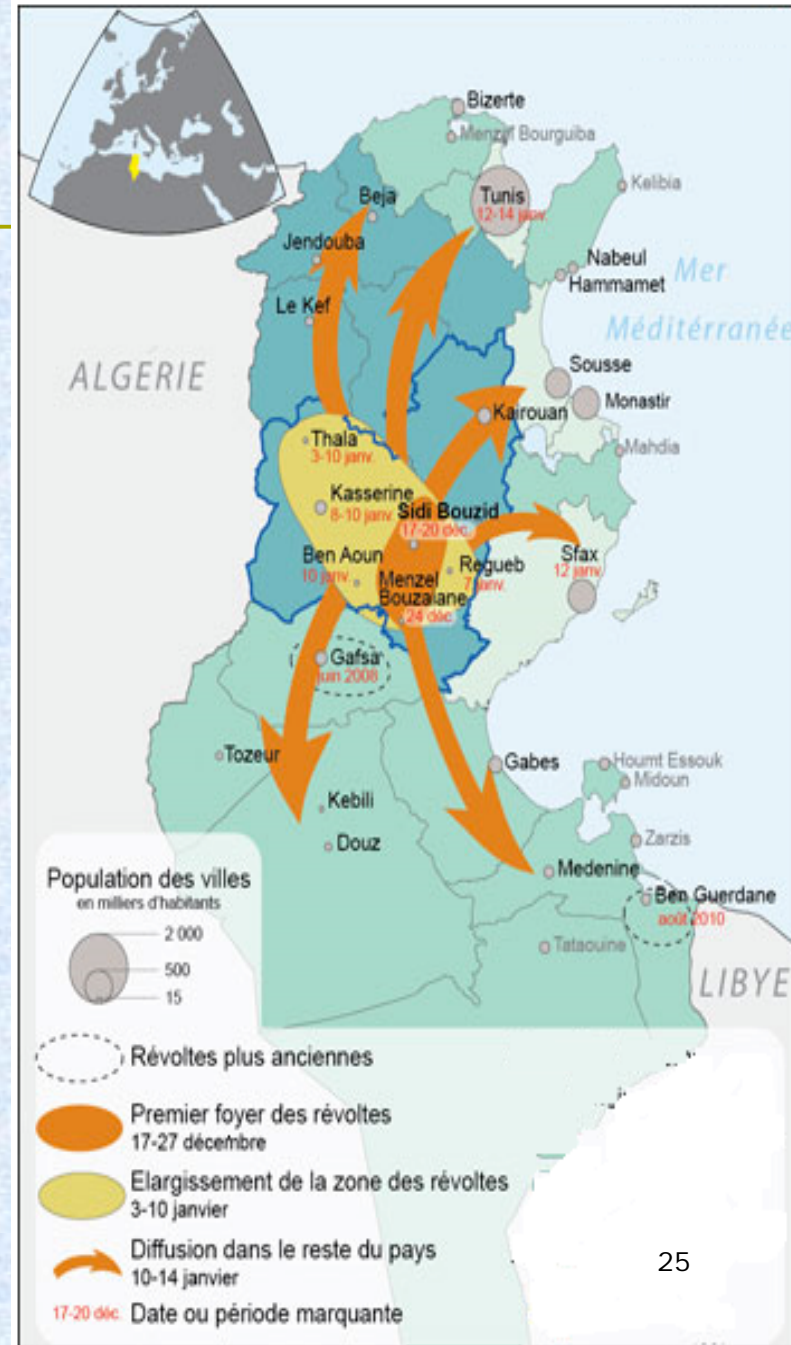 Bizerte
Menzel Bourguiba
Tunis
12-14 janv.
Kelibia
Beja
Jendouba
Nabeul
Hammamet
Mer
Méditérranée
Le Kef
ALGÉRIE
Sousse
Monastir
Kairouan
Mahdia
Thala
3-10 janv.
Kasserine
8-10 janv.
Sidi Bouzid
17-20 déc.
Ben Aoun
10 janv.
Regueb
7 janv.
Sfax
12 janv.
Menzel
Bouzaiane
24 déc.
Gafsa
juin 2008
Tozeur
Gabes
Houmt Essouk
Midoun
Kebili
Douz
Zarzis
Medenine
Ben Guerdane
août 2010
Tataouine
LIBYE
Population des villes
en milliers d'habitants
2 000
500
15
Révoltes plus anciennes
Premier foyer des révoltes
17-27 décembre
Elargissement de la zone des révoltes
3-10 janvier
Diffusion dans le reste du pays
10-14 janvier
17-20 déc. Date ou période marquante
25